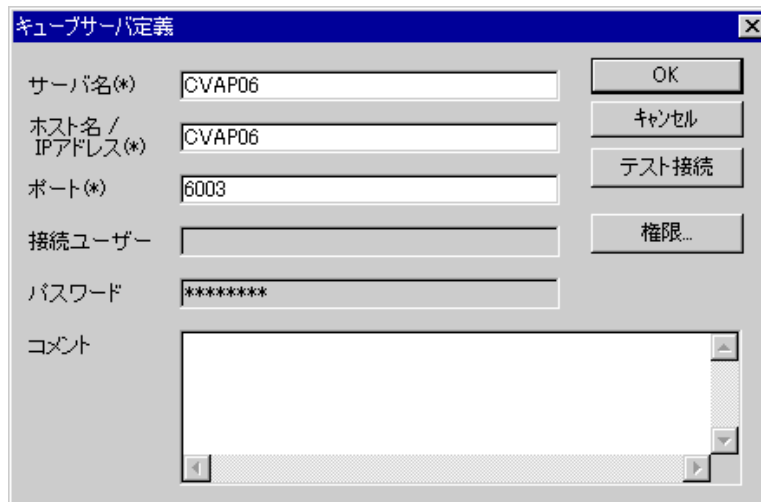 キューブサーバ定義
サーバ名(*)
CVAP06
OK
ホスト名 /
IPアドレス(*)
CVAP06
キャンセル
ポート(*)
6003
テスト接続
接続ユーザー
権限...
パスワード
********
コメント